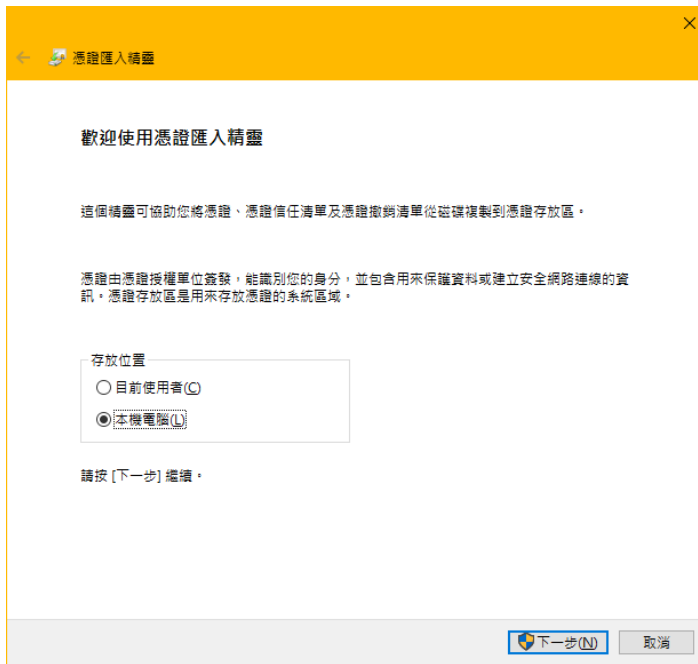 憑證匯入精靈
歡迎使用憑證匯入精靈
這個精靈可協助您將憑證、憑證信任清單及憑證撤銷清單從磁碟複製到憑證存放區。
憑證由憑證授權單位簽發，能識別您的身分，並包含用來保護資料或建立安全網路連線的資
訊。憑證存放區是用來存放憑證的系統區域。
存放位置
目前使用者(C)
本機電腦(L)
請按 [下一步] 繼續。
下一步(N)
取消